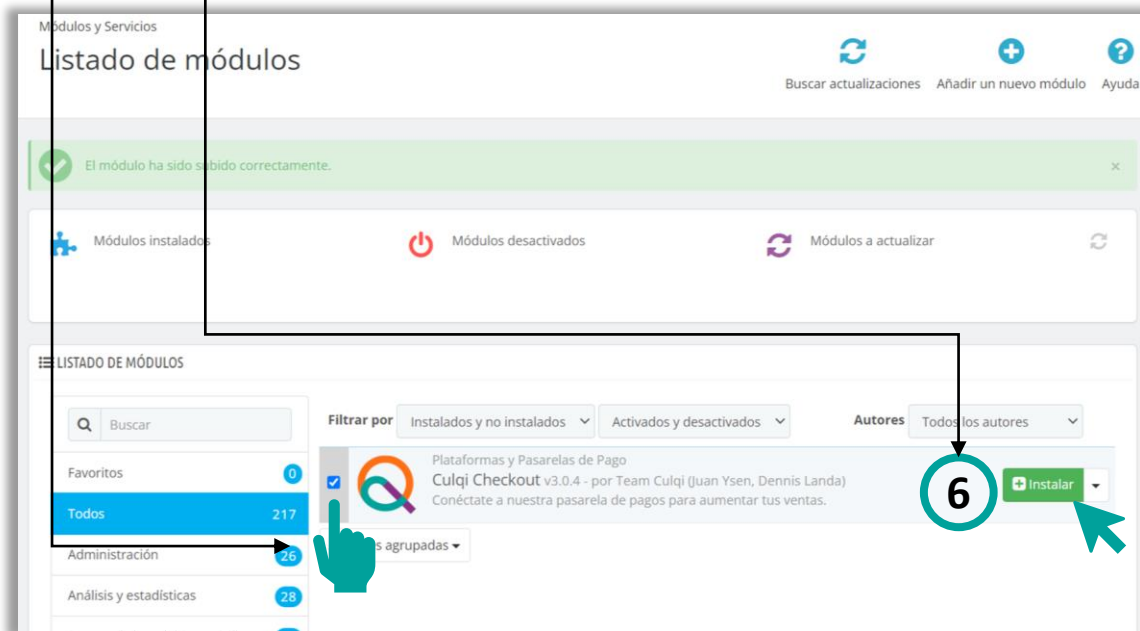 Módulos y Servicios
Listado de módulos
Buscar actualizaciones
Añadir un nuevo módulo
Ayuda
El módulo ha sido subido correctamente.
Módulos instalados
Módulos desactivados
Módulos a actualizar
LISTADO DE MÓDULOS
Buscar
Filtrar por
Instalados y no instalados
Activados y desactivados
Autores
Todos los autores
Favoritos 0
Todos 217
Administración 26
Análisis y estadísticas 28
Plataformas y Pasarelas de Pago
Culqi Checkout v3.0.4 - por Team Culqi (Juan Ysen, Dennis Landa)
Conéctate a nuestra pasarela de pagos para aumentar tus ventas.
6
Instalar
agrupadas